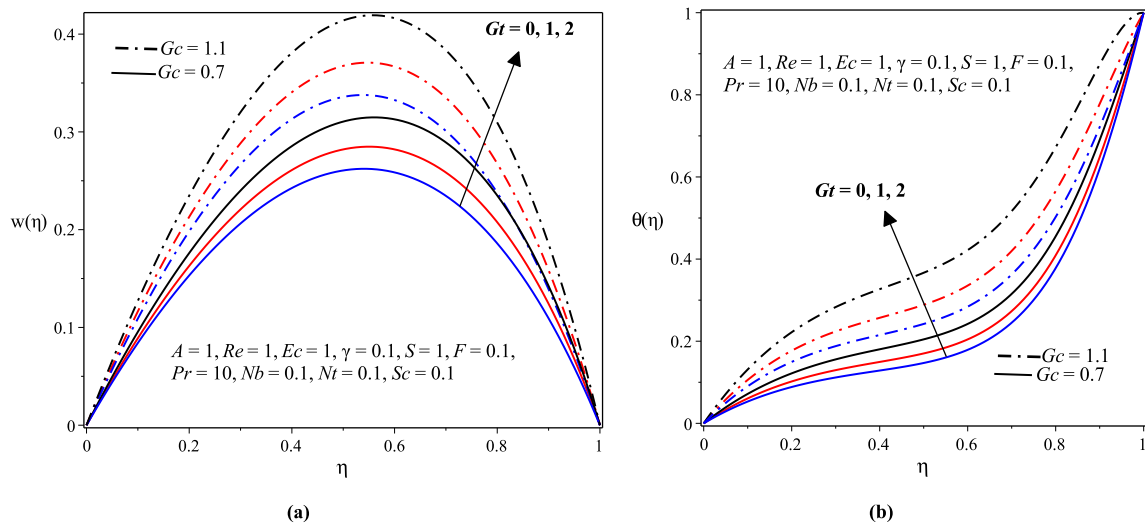 Gt = 0, 1, 2
Gc = 1.1
Gc = 0.7
0.4
0.3
w(η)
0.2
0.1
0
A = 1, Re = 1, Ec = 1, γ = 0.1, S = 1, F = 0.1,
Pr = 10, Nb = 0.1, Nt = 0.1, Sc = 0.1
0 0.2 0.4 0.6 0.8 1
η
(a)
1
A = 1, Re = 1, Ec = 1, γ = 0.1, S = 1, F = 0.1,
Pr = 10, Nb = 0.1, Nt = 0.1, Sc = 0.1
0.8
0.6
Gt = 0, 1, 2
θ(η)
0.4
0.2
Gc = 1.1
Gc = 0.7
0
0 0.2 0.4 0.6 0.8 1
η
(b)